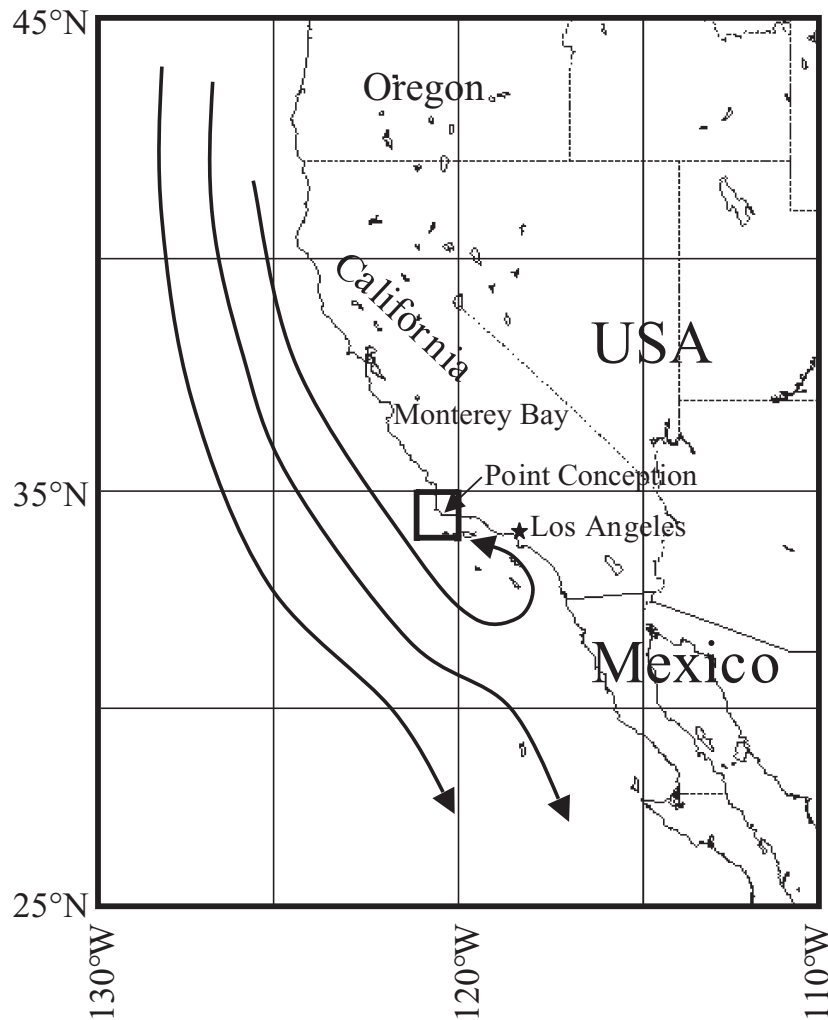 45°N
Oregon
California
USA
Monterey Bay
Point Conception
35°N
Los Angeles
Mexico
25°N
130°W
120°W
110°W